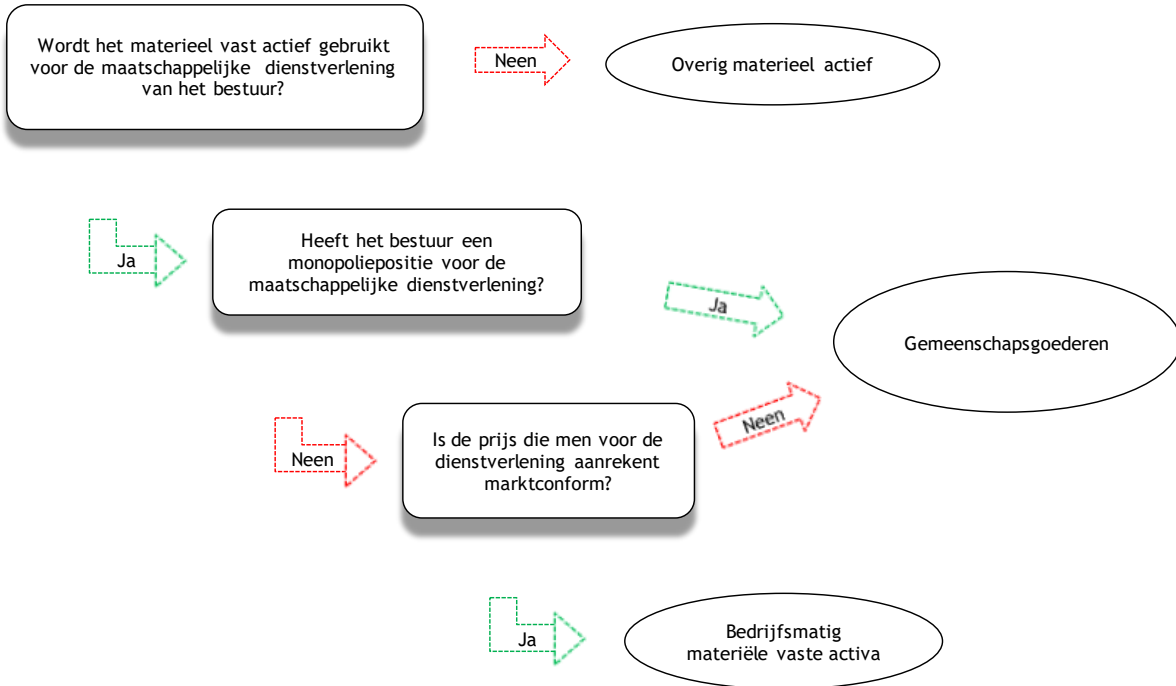 Wordt het materieel vast actief gebruikt
voor de maatschappelijke dienstverlening
van het bestuur?
Neen
Overig materieel actief
Ja
Heeft het bestuur een
monopoliepositie voor de
maatschappelijke dienstverlening?
Ja
Gemeenschapsgoederen
Neen
Is de prijs die men voor de
dienstverlening aanrekent
marktconform?
Neen
Ja
Bedrijfsmatig
materiële vaste activa